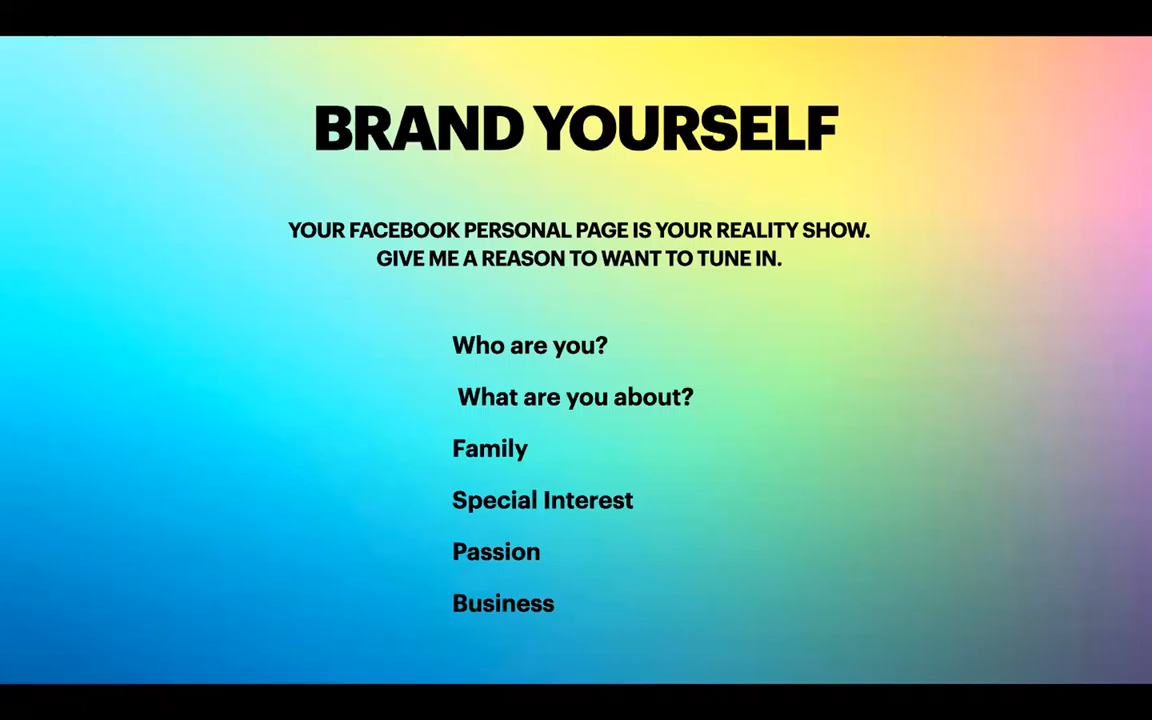 BRAND YOURSELF
YOUR FACEBOOK PERSONAL PAGE IS YOUR REALITY SHOW.
GIVE ME A REASON TO WANT TO TUNE IN.
Who are you?
What are you about?
Family
Special Interest
Passion
Business